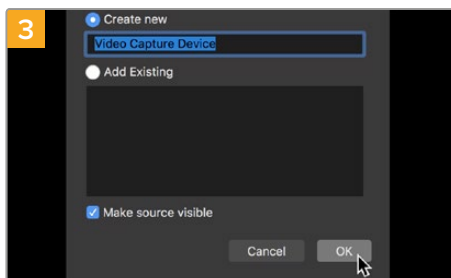 3
Create new
Video Capture Device
Add Existing
Make source visible
Cancel OK